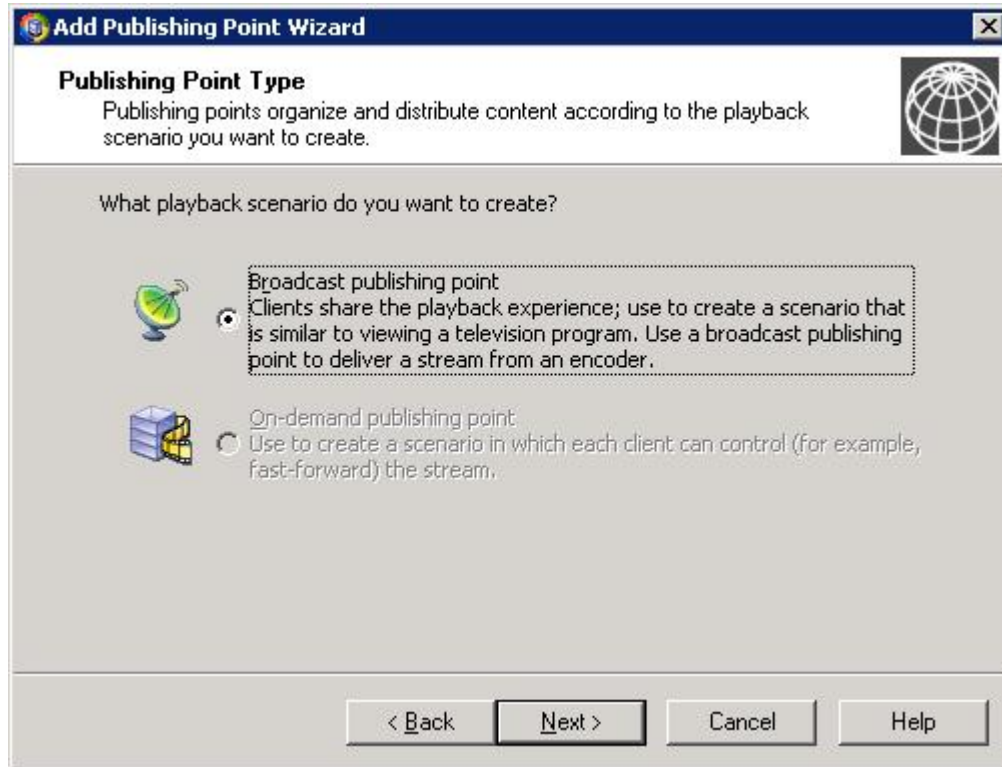 Add Publishing Point Wizard
Publishing Point Type
Publishing points organize and distribute content according to the playback
scenario you want to create.
What playback scenario do you want to create?
Broadcast publishing point
Clients share the playback experience; use to create a scenario that
is similar to viewing a television program. Use a broadcast publishing
point to deliver a stream from an encoder.
On-demand publishing point
Use to create a scenario in which each client can control (for example,
fast-forward) the stream.
< Back
Next >
Cancel
Help